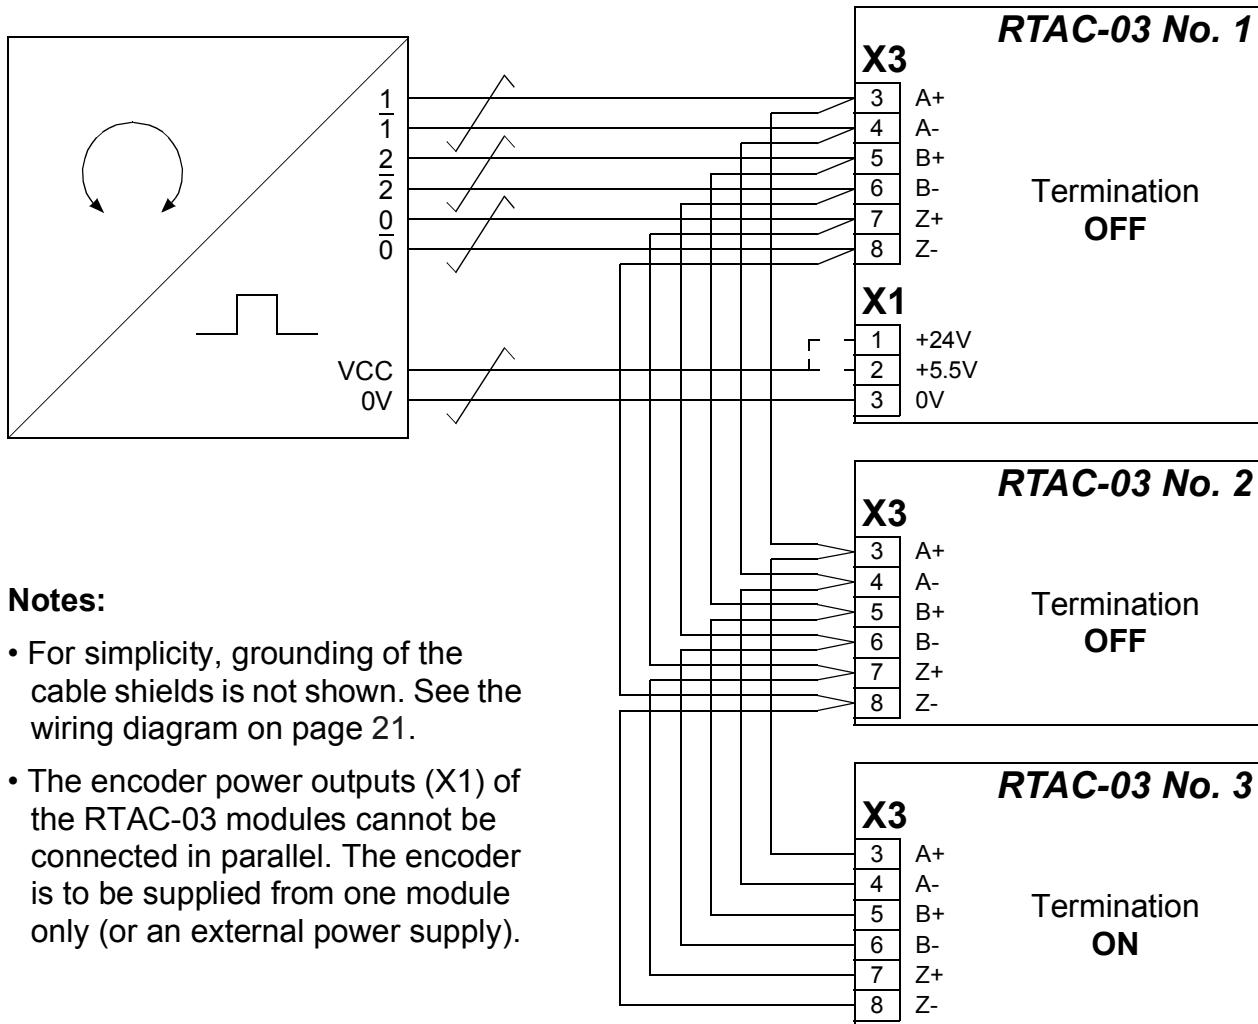 RTAC-03 No. 1
X3
1
1
2
2
0
0
3 A+
4 A-
5 B+
6 B-
7 Z+
8 Z-
Termination
OFF
X1
VCC
0V
1 +24V
2 +5.5V
3 0V
RTAC-03 No. 2
X3
3 A+
4 A-
5 B+
6 B-
7 Z+
8 Z-
Termination
OFF
Notes:
• For simplicity, grounding of the
cable shields is not shown. See the
wiring diagram on page 21.
• The encoder power outputs (X1) of
the RTAC-03 modules cannot be
connected in parallel. The encoder
is to be supplied from one module
only (or an external power supply).
RTAC-03 No. 3
X3
3 A+
4 A-
5 B+
6 B-
7 Z+
8 Z-
Termination
ON